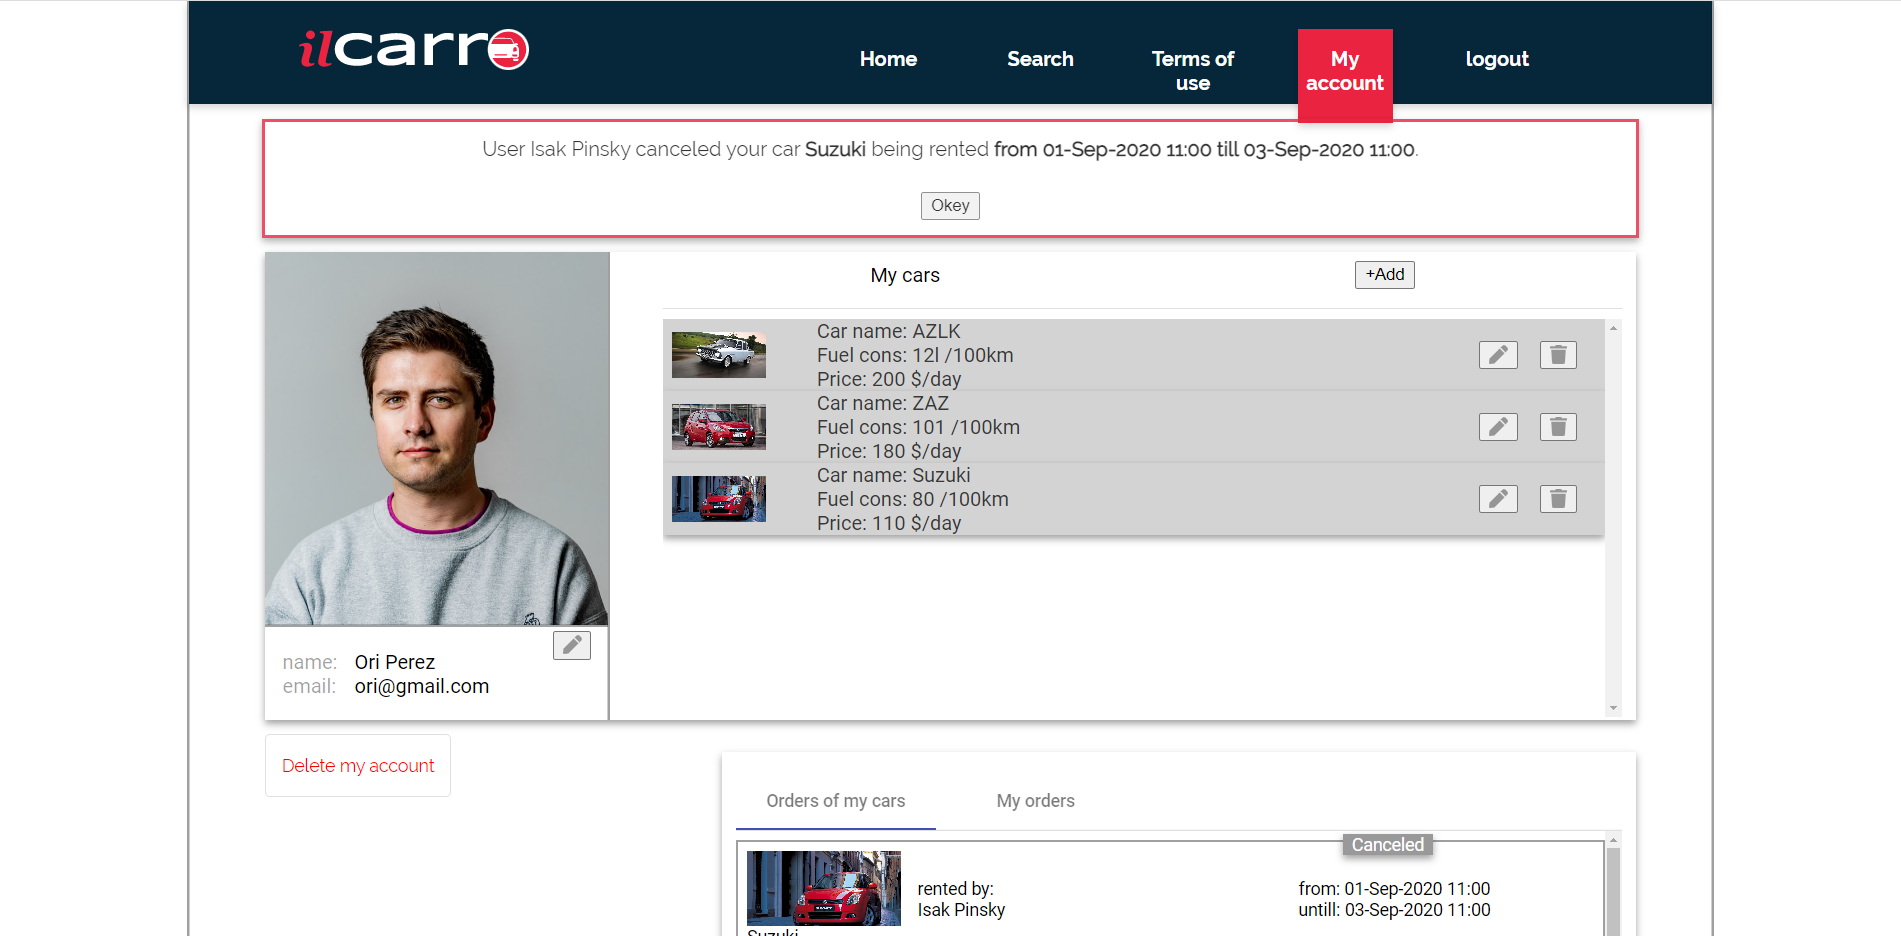 ilcarro
Home
Search
Terms of
use
My
account
logout
User Isak Pinsky canceled your car Suzuki being rented from 01-Sep-2020 11:00 till 03-Sep-2020 11:00.
Okey
My cars
+Add
Car name: AZLK
Fuel cons: 12l /100km
Price: 200 $/day
Car name: ZAZ
Fuel cons: 101 /100km
Price: 180 $/day
Car name: Suzuki
Fuel cons: 80 /100km
Price: 110 $/day
name: Ori Perez
email: ori@gmail.com
Delete my account
Orders of my cars
My orders
Canceled
rented by:
Isak Pinsky
from: 01-Sep-2020 11:00
untill: 03-Sep-2020 11:00
Suzuki